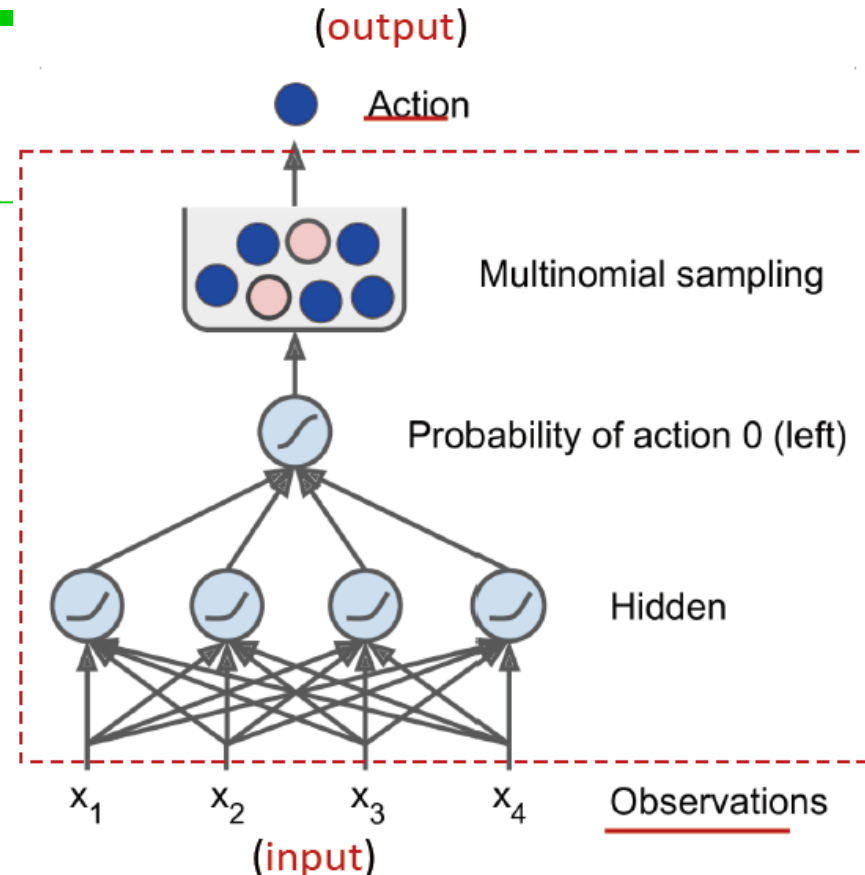 (output)
Action
Multinomial sampling
Probability of action 0 (left)
Hidden
x₁ x₂ x₃ x₄ Observations
(input)